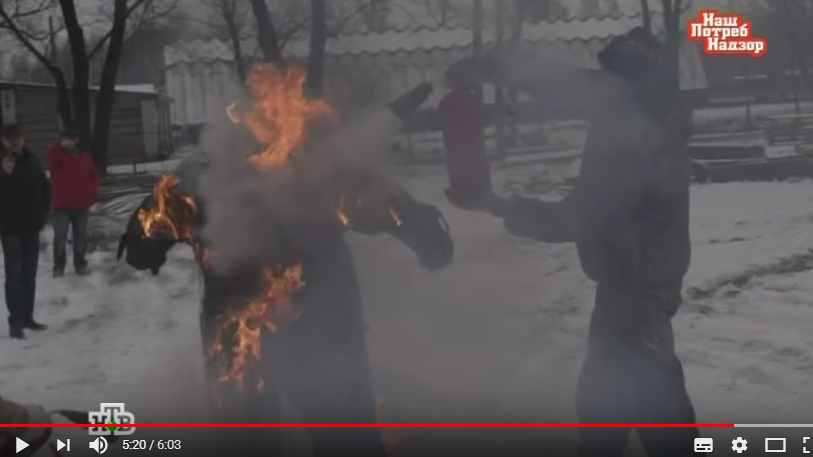 Наш
Потреб
Надзор
НТВ
5:20 / 6:03